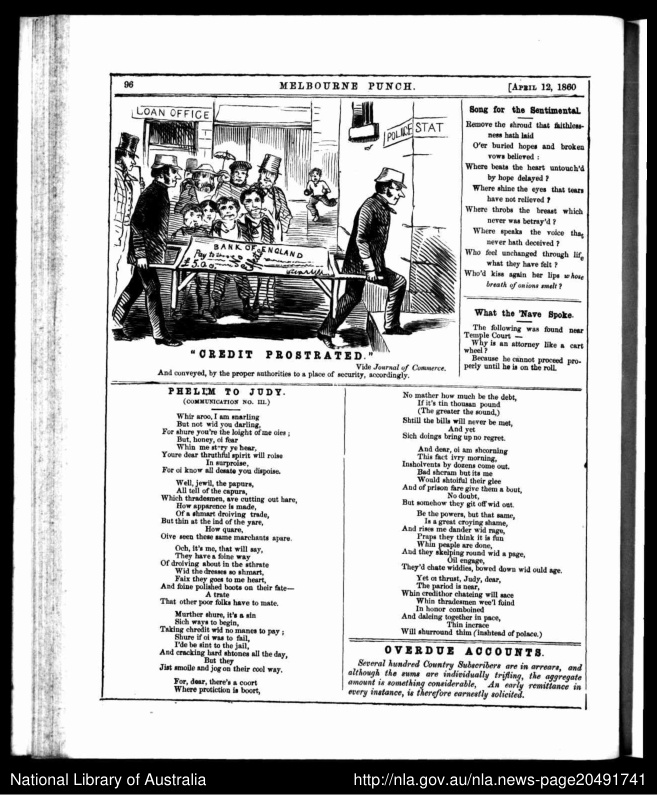 96
MELBOURNE PUNCH.
[APRIL 12, 1860
LOAN OFFICE
POLICE STAT
BANK OF ENGLAND
Pay to
"CREDIT PROSTRATED."
Vide Journal of Commerce.
And conveyed, by the proper authorities to a place of security, accordingly.
PHELIM TO JUDY.
(COMMUNICATION NO. III.)
Whir aroo, I am snarling
But not wid you darling,
For shure you're the loight of me oies;
But, honey, oi fear
Whin me st'ry ye hear,
Youre dear thruthful spirit will roise
In surproise,
For oi know all desate you dispoise.
Well, jewil, the papurs,
All tell of the capurs,
Which thradesmen, ave cutting out hare,
How apparence is made,
Of a shmart droiving trade,
But thin at the ind of the yare,
How quare,
Oive seen these same marchants apare.
Och, it's me, that will say,
They have a foine way
Of droiving about in the sthrate
Wid the dresses so shmart,
Faix they goes to me heart,
And foine polished boots on their fate—
A trate
That other poor folks have to mate.
Murther shure, it's a sin
Sich ways to begin,
Taking chredit wid no manes to pay;
Shure if oi was to fail,
I'de be sint to the jail,
And cracking hard shtones all the day,
But they
Jist smoile and jog on their cool way.
For, dear, there's a coort
Where protiction is boort,
No mather how much be the debt,
If it's tin thousan pound
(The greater the sound,)
Shtill the bills will never be met,
And yet
Sich doings bring up no regret.
And dear, oi am shcorning
This fact ivry morning,
Insholvents by dozens come out.
Bad shcram but its me
Would shtoiful their glee
And of prison fare give them a bout,
No doubt,
But somehow they git off wid out.
Be the powers, but that same,
Is a great croying shame,
And rises me dander wid rage,
Praps they think it is fun
Whin peaple are done,
And they skelping round wid a page,
Oil engage,
They'd chate widdies, bowed down wid ould age.
Yet oi thrust, Judy, dear,
The pariod is near,
Whin credithor chateing will sace
Whin thradesmen wee'l foind
In honor comboined
And daleing together in pace,
Thin incrace
Will shurround thim (inshtead of polace.)
Song for the Sentimental.
Remove the shroud that faithless-
ness hath laid
O'er buried hopes and broken
vows believed:
Where beats the heart untouch'd
by hope delayed?
Where shine the eyes that tears
have not relieved?
Where throbs the breast which
never was betray'd?
Where speaks the voice that
never hath deceived?
Who feel unchanged through life
what they have felt?
Who'd kiss again her lips whose
breath of onions smelt?
What the 'Nave Spoke.
The following was found near
Temple Court—
Why is an attorney like a cart
wheel?
Because he cannot proceed pro-
perly until he is on the roll.
OVERDUE ACCOUNTS.
Several hundred Country Subscribers are in arrears, and
although the sums are individually trifling, the aggregate
amount is something considerable. An early remittance in
every instance, is therefore earnestly solicited.
National Library of Australia
http://nla.gov.au/nla.news-page20491741